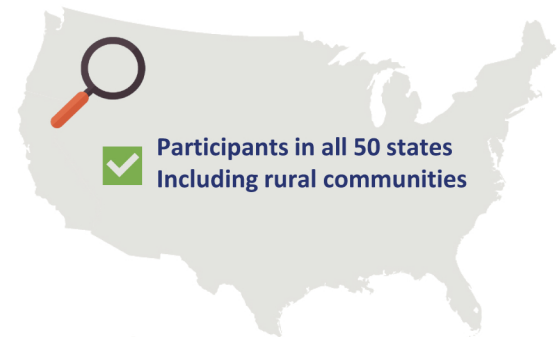 Participants in all 50 states
Including rural communities